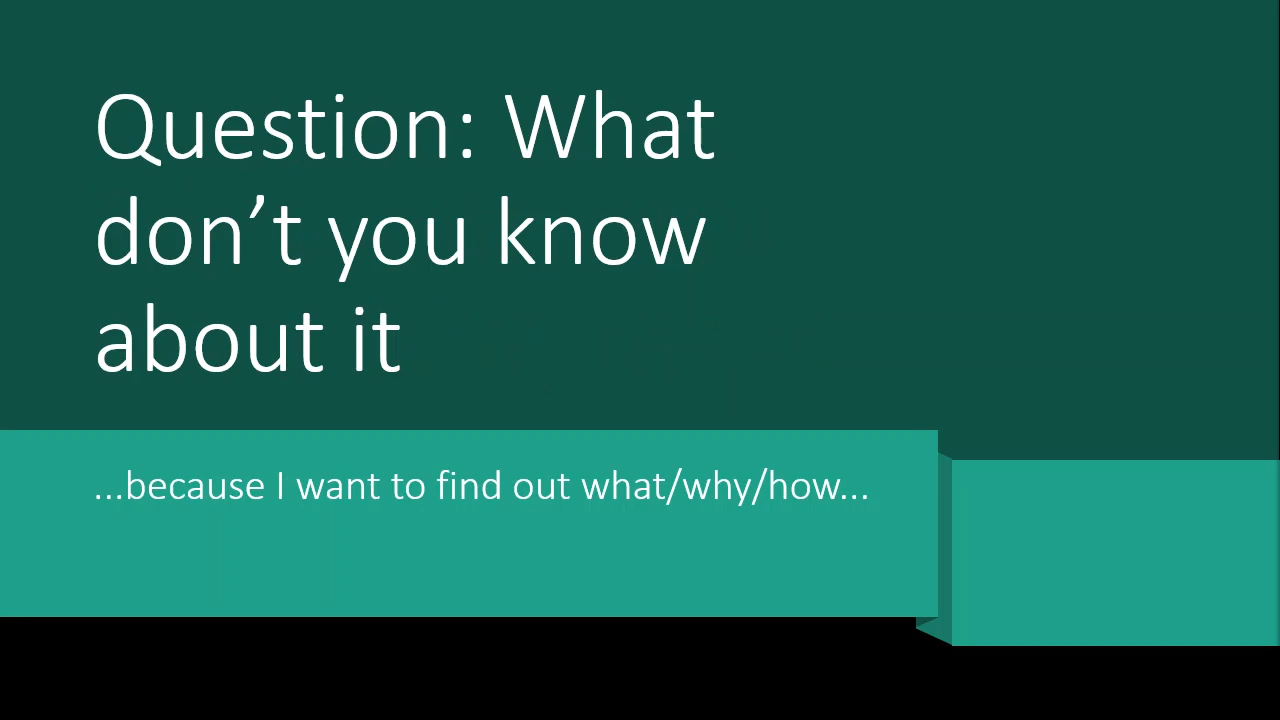 Question: What
don’t you know
about it
...because I want to find out what/why/how...